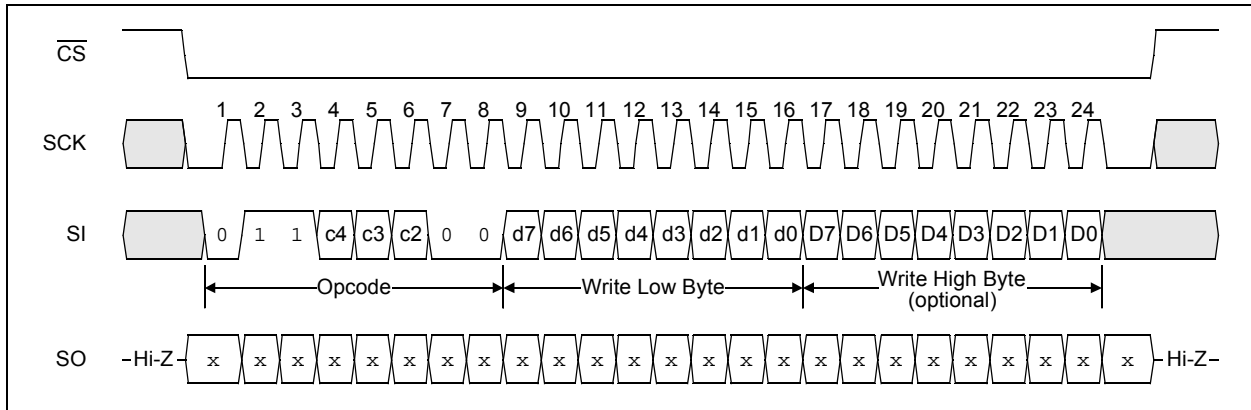 CS
1 2 3 4 5 6 7 8 9 10 11 12 13 14 15 16 17 18 19 20 21 22 23 24
SCK
SI 0 1 1 c4 c3 c2 0 0 d7 d6 d5 d4 d3 d2 d1 d0 D7 D6 D5 D4 D3 D2 D1 D0
Opcode Write Low Byte Write High Byte
(optional)
SO Hi-Z x x x x x x x x x x x x x x x x x x x x x x x x x Hi-Z